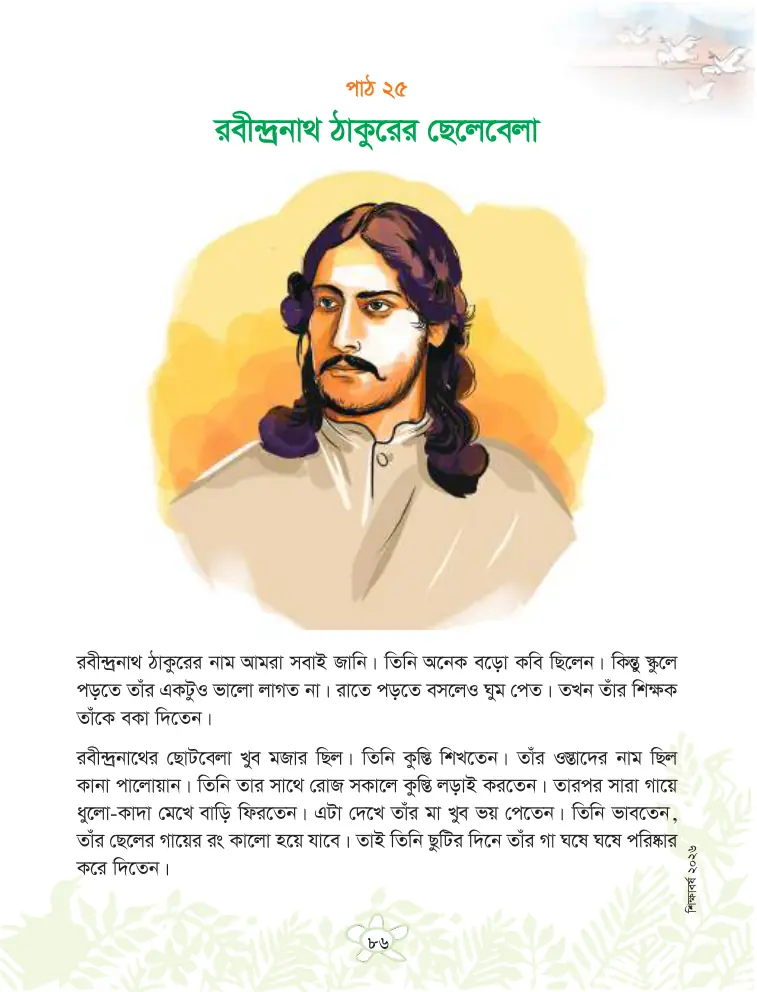 পাঠ ২৫
রবীন্দ্রনাথ ঠাকুরের ছেলেবেলা
রবীন্দ্রনাথ ঠাকুরের নাম আমরা সবাই জানি। তিনি অনেক বড়ো কবি ছিলেন। কিন্তু স্কুলে
পড়তে তাঁর একটুও ভালো লাগত না। রাতে পড়তে বসলেও ঘুম পেত। তখন তাঁর শিক্ষক
তাঁকে বকা দিতেন।
রবীন্দ্রনাথের ছোটবেলা খুব মজার ছিল। তিনি কুস্তি শিখতেন। তাঁর ওস্তাদের নাম ছিল
কানা পালোয়ান। তিনি তার সাথে রোজ সকালে কুস্তি লড়াই করতেন। তারপর সারা গায়ে
ধুলো-কাদা মেখে বাড়ি ফিরতেন। এটা দেখে তাঁর মা খুব ভয় পেতেন। তিনি ভাবতেন,
তাঁর ছেলের গায়ের রং কালো হয়ে যাবে। তাই তিনি ছুটির দিনে তাঁর গা ঘষে ঘষে পরিষ্কার
করে দিতেন।
শিক্ষাবর্ষ ২০২৬
৮৬